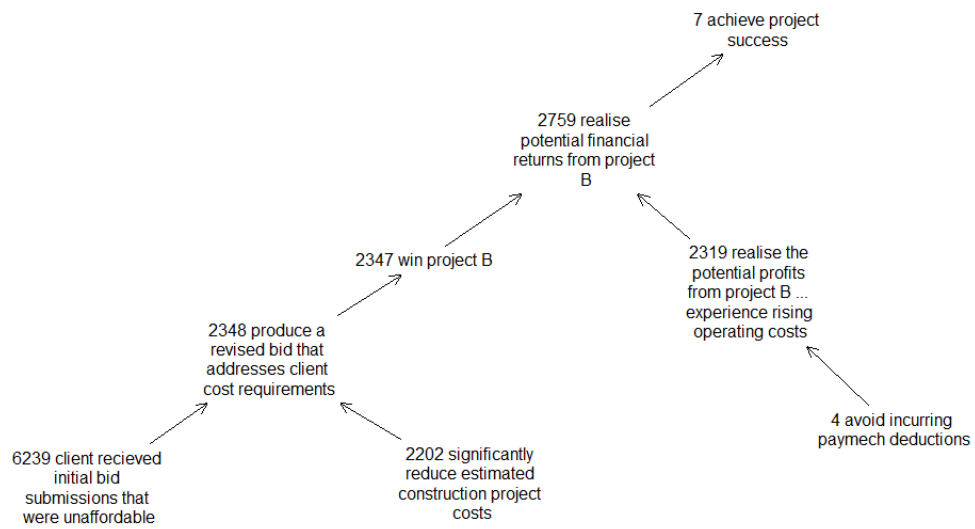 7 achieve project
success
2759 realise
potential financial
returns from project
B
2347 win project B
2319 realise the
potential profits
from project B ...
experience rising
operating costs
2348 produce a
revised bid that
addresses client
cost requirements
4 avoid incurring
paymech deductions
6239 client recieved
initial bid
submissions that
were unaffordable
2202 significantly
reduce estimated
construction project
costs